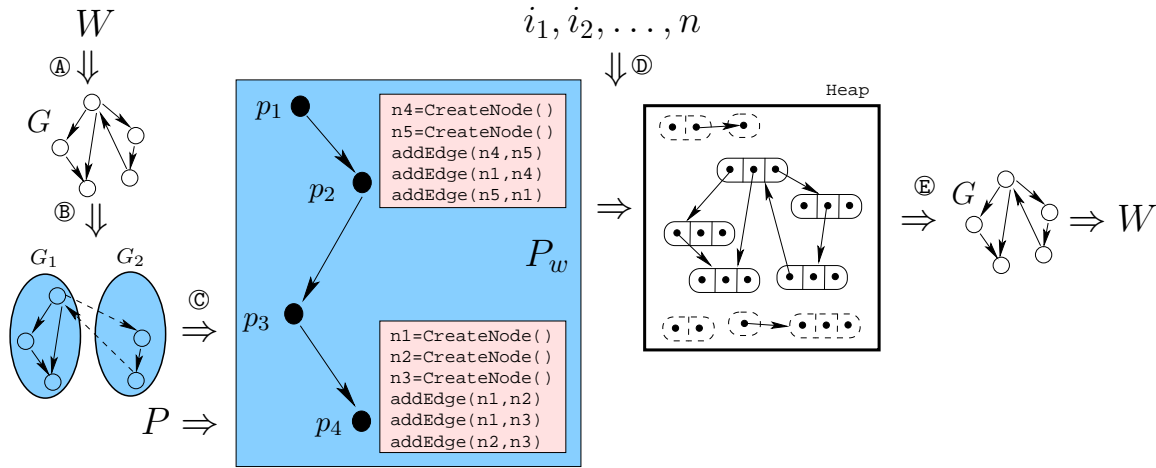 W
i₁, i₂, . . . , n
Ⓐ
Ⓓ
G
Heap
p₁
n4=CreateNode()
n5=CreateNode()
addEdge(n4,n5)
addEdge(n1,n4)
addEdge(n5,n1)
p₂
Ⓑ
Ⓔ
G
W
G₁
G₂
P_w
Ⓒ
p₃
n1=CreateNode()
n2=CreateNode()
n3=CreateNode()
addEdge(n1,n2)
addEdge(n1,n3)
addEdge(n2,n3)
P
p₄